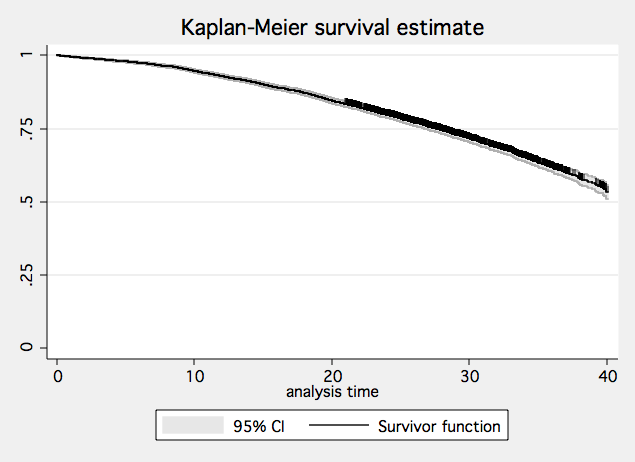 Kaplan-Meier survival estimate
1
.75
.5
.25
0
0 10 20 30 40
analysis time
95% CI Survivor function